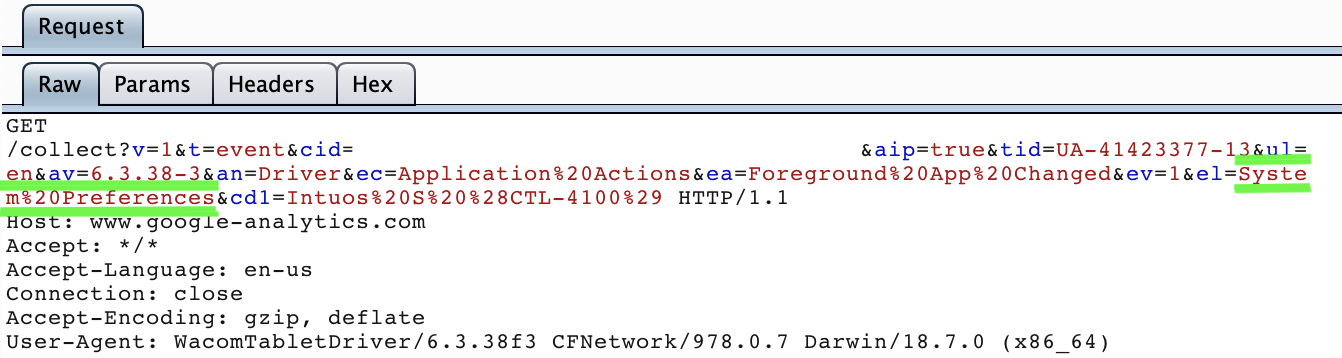 Request
Raw Params Headers Hex
GET
/collect?v=1&t=event&cid= &aip=true&tid=UA-41423377-13&ul=
en&av=6.3.38-3&an=Driver&ec=Application%20Actions&ea=Foreground%20App%20Changed&ev=1&el=Syste
m%20Preferences&cd1=Intuos%20S%20%28CTL-4100%29 HTTP/1.1
Host: www.google-analytics.com
Accept: */*
Accept-Language: en-us
Connection: close
Accept-Encoding: gzip, deflate
User-Agent: WacomTabletDriver/6.3.38f3 CFNetwork/978.0.7 Darwin/18.7.0 (x86_64)